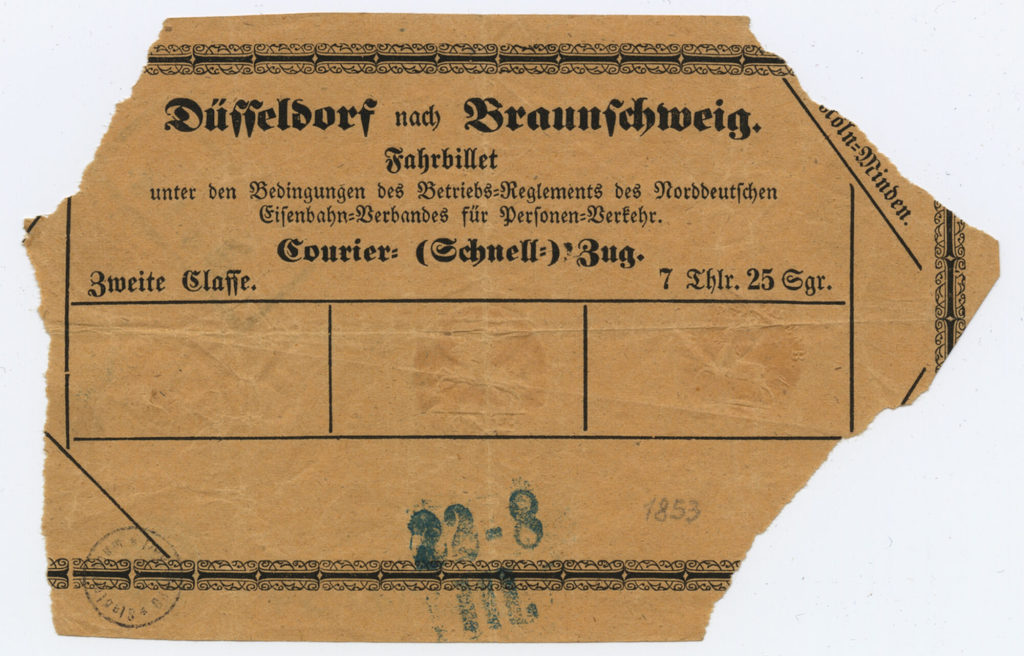 Düsseldorf nach Braunschweig.
Cöln-Minden.
Fahrbillet
unter den Bedingungen des Betriebs-Reglements des Norddeutschen
Eisenbahn-Verbandes für Personen-Verkehr.
Courier- (Schnell-) Zug.
Zweite Classe.
7 Thlr. 25 Sgr.
22-8
1853